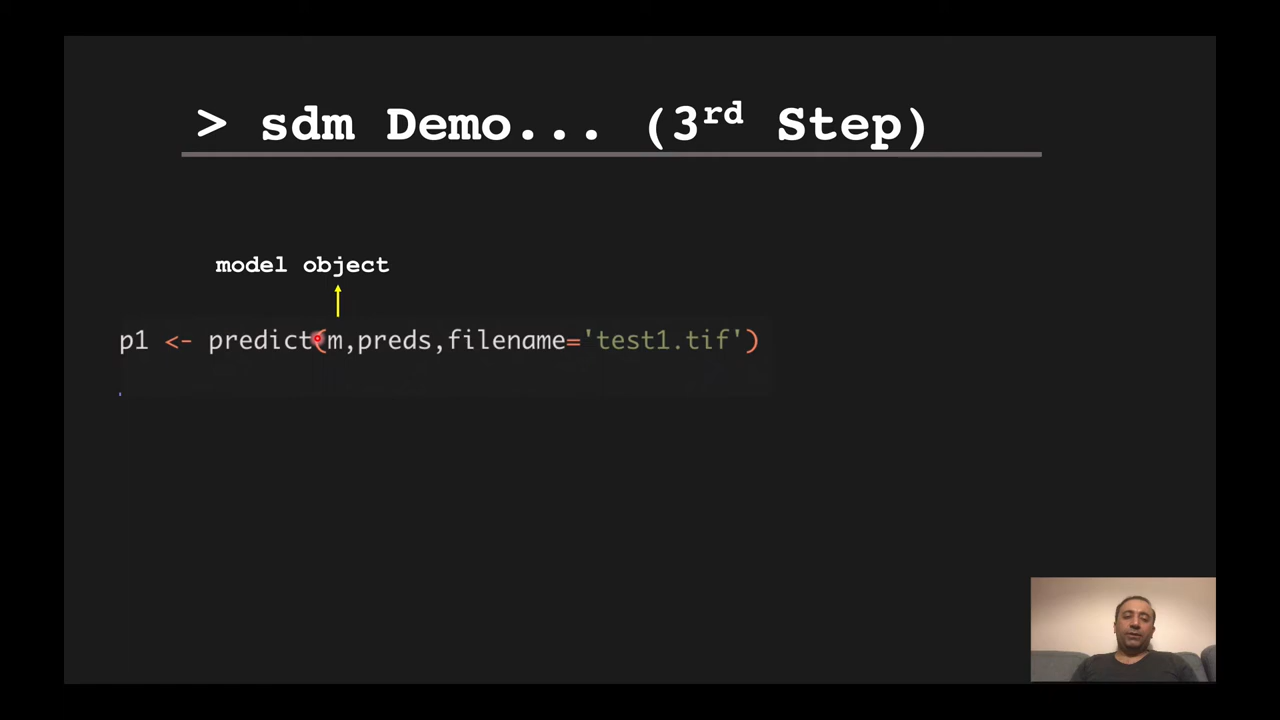 > sdm Demo... (3rd Step)
model object
p1 <- predict(m,preds,filename='test1.tif')